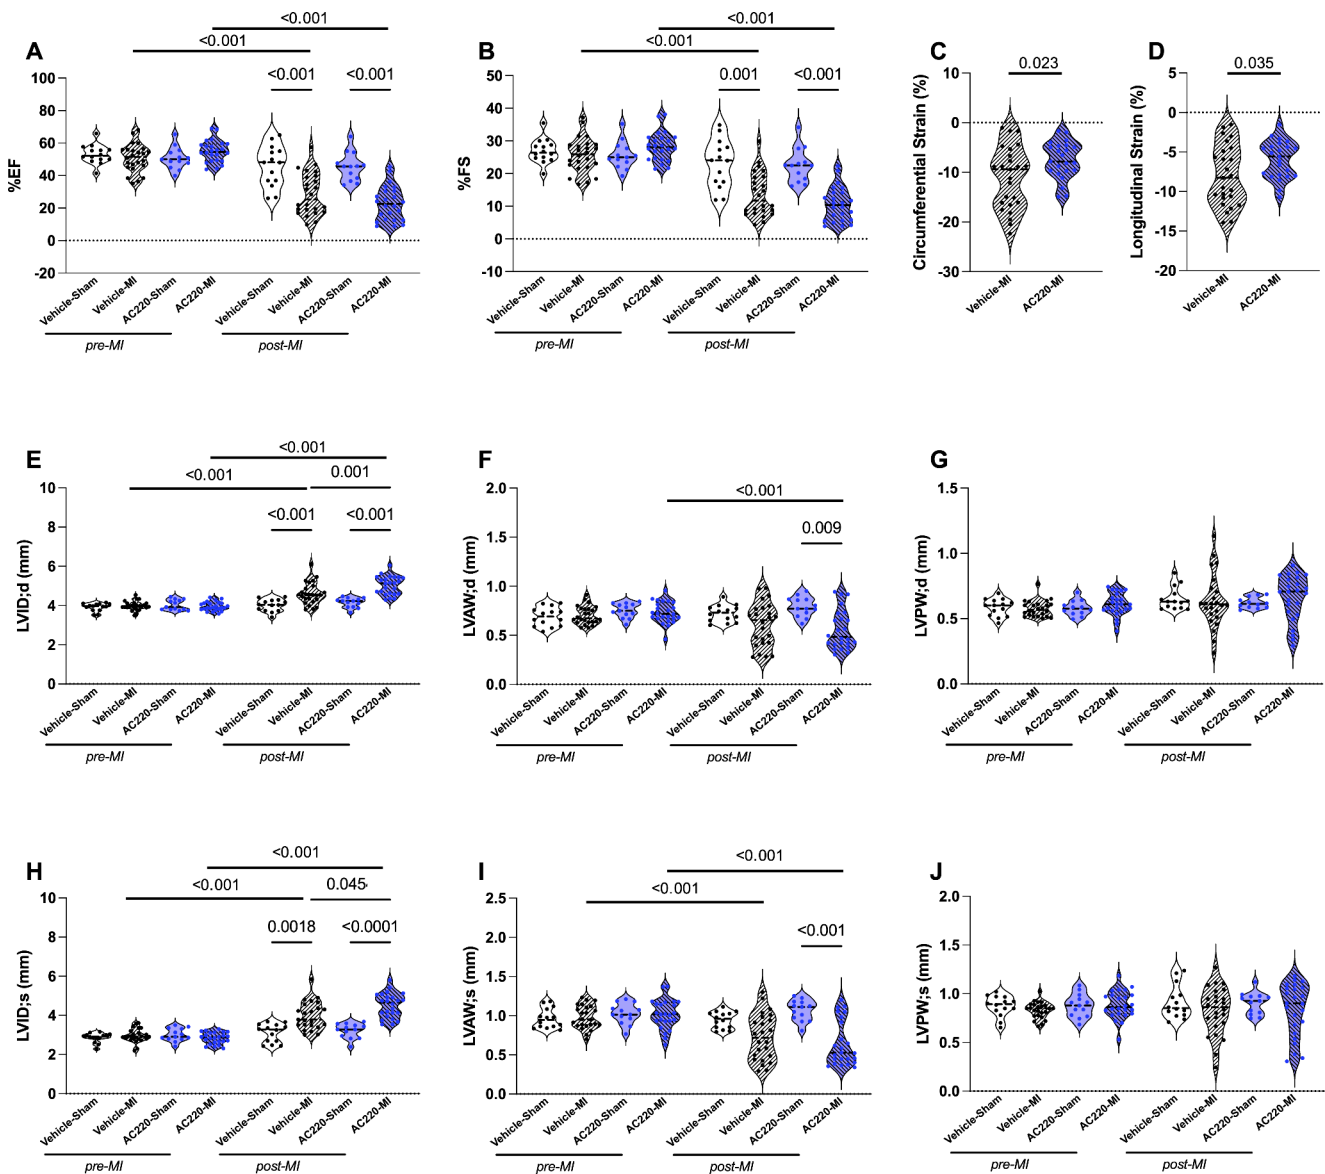 <0.001
<0.001
<0.001 <0.001
A
%EF
100
80
60
40
20
0
-20
Vehicle-Sham Vehicle-MI AC220-Sham AC220-MI Vehicle-Sham Vehicle-MI AC220-Sham AC220-MI
pre-MI post-MI
<0.001
<0.001
0.001 <0.001
B
%FS
50
40
30
20
10
0
-10
Vehicle-Sham Vehicle-MI AC220-Sham AC220-MI Vehicle-Sham Vehicle-MI AC220-Sham AC220-MI
pre-MI post-MI
C
0.023
Circumferential Strain (%)
10
0
-10
-20
-30
Vehicle-MI AC220-MI
D
0.035
Longitudinal Strain (%)
5
0
-5
-10
-15
-20
Vehicle-MI AC220-MI
E
<0.001
<0.001 0.001
<0.001 <0.001
LVID;d (mm)
10
8
6
4
2
0
Vehicle-Sham Vehicle-MI AC220-Sham AC220-MI Vehicle-Sham Vehicle-MI AC220-Sham AC220-MI
pre-MI post-MI
F
<0.001
0.009
LVAW;d (mm)
2.0
1.5
1.0
0.5
0.0
Vehicle-Sham Vehicle-MI AC220-Sham AC220-MI Vehicle-Sham Vehicle-MI AC220-Sham AC220-MI
pre-MI post-MI
G
LVPW;d (mm)
1.5
1.0
0.5
0.0
Vehicle-Sham Vehicle-MI AC220-Sham AC220-MI Vehicle-Sham Vehicle-MI AC220-Sham AC220-MI
pre-MI post-MI
H
<0.001
<0.001 0.045
0.0018 <0.0001
LVID;s (mm)
10
8
6
4
2
0
Vehicle-Sham Vehicle-MI AC220-Sham AC220-MI Vehicle-Sham Vehicle-MI AC220-Sham AC220-MI
pre-MI post-MI
I
<0.001
<0.001
<0.001
LVAW;s (mm)
2.5
2.0
1.5
1.0
0.5
0.0
Vehicle-Sham Vehicle-MI AC220-Sham AC220-MI Vehicle-Sham Vehicle-MI AC220-Sham AC220-MI
pre-MI post-MI
J
LVPW;s (mm)
2.0
1.5
1.0
0.5
0.0
Vehicle-Sham Vehicle-MI AC220-Sham AC220-MI Vehicle-Sham Vehicle-MI AC220-Sham AC220-MI
pre-MI post-MI